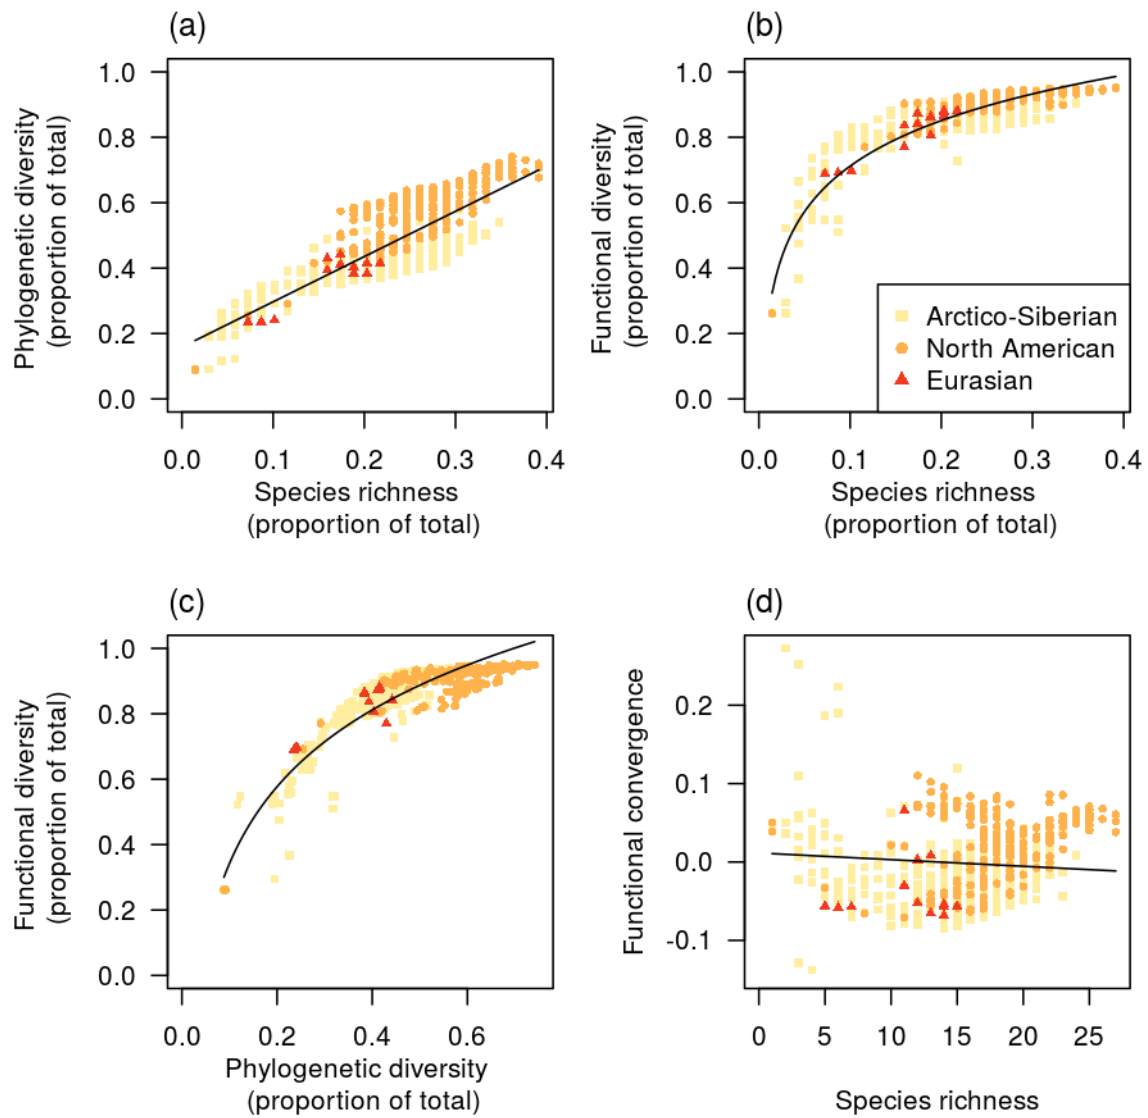 (a)
Phylogenetic diversity
(proportion of total)
1.0
0.8
0.6
0.4
0.2
0.0
0.0 0.1 0.2 0.3 0.4
Species richness
(proportion of total)
(b)
Functional diversity
(proportion of total)
1.0
0.8
0.6
0.4
0.2
0.0
Arctico-Siberian
North American
Eurasian
0.0 0.1 0.2 0.3 0.4
Species richness
(proportion of total)
(c)
Functional diversity
(proportion of total)
1.0
0.8
0.6
0.4
0.2
0.0
0.0 0.2 0.4 0.6
Phylogenetic diversity
(proportion of total)
(d)
Functional convergence
0.2
0.1
0.0
-0.1
0 5 10 15 20 25
Species richness